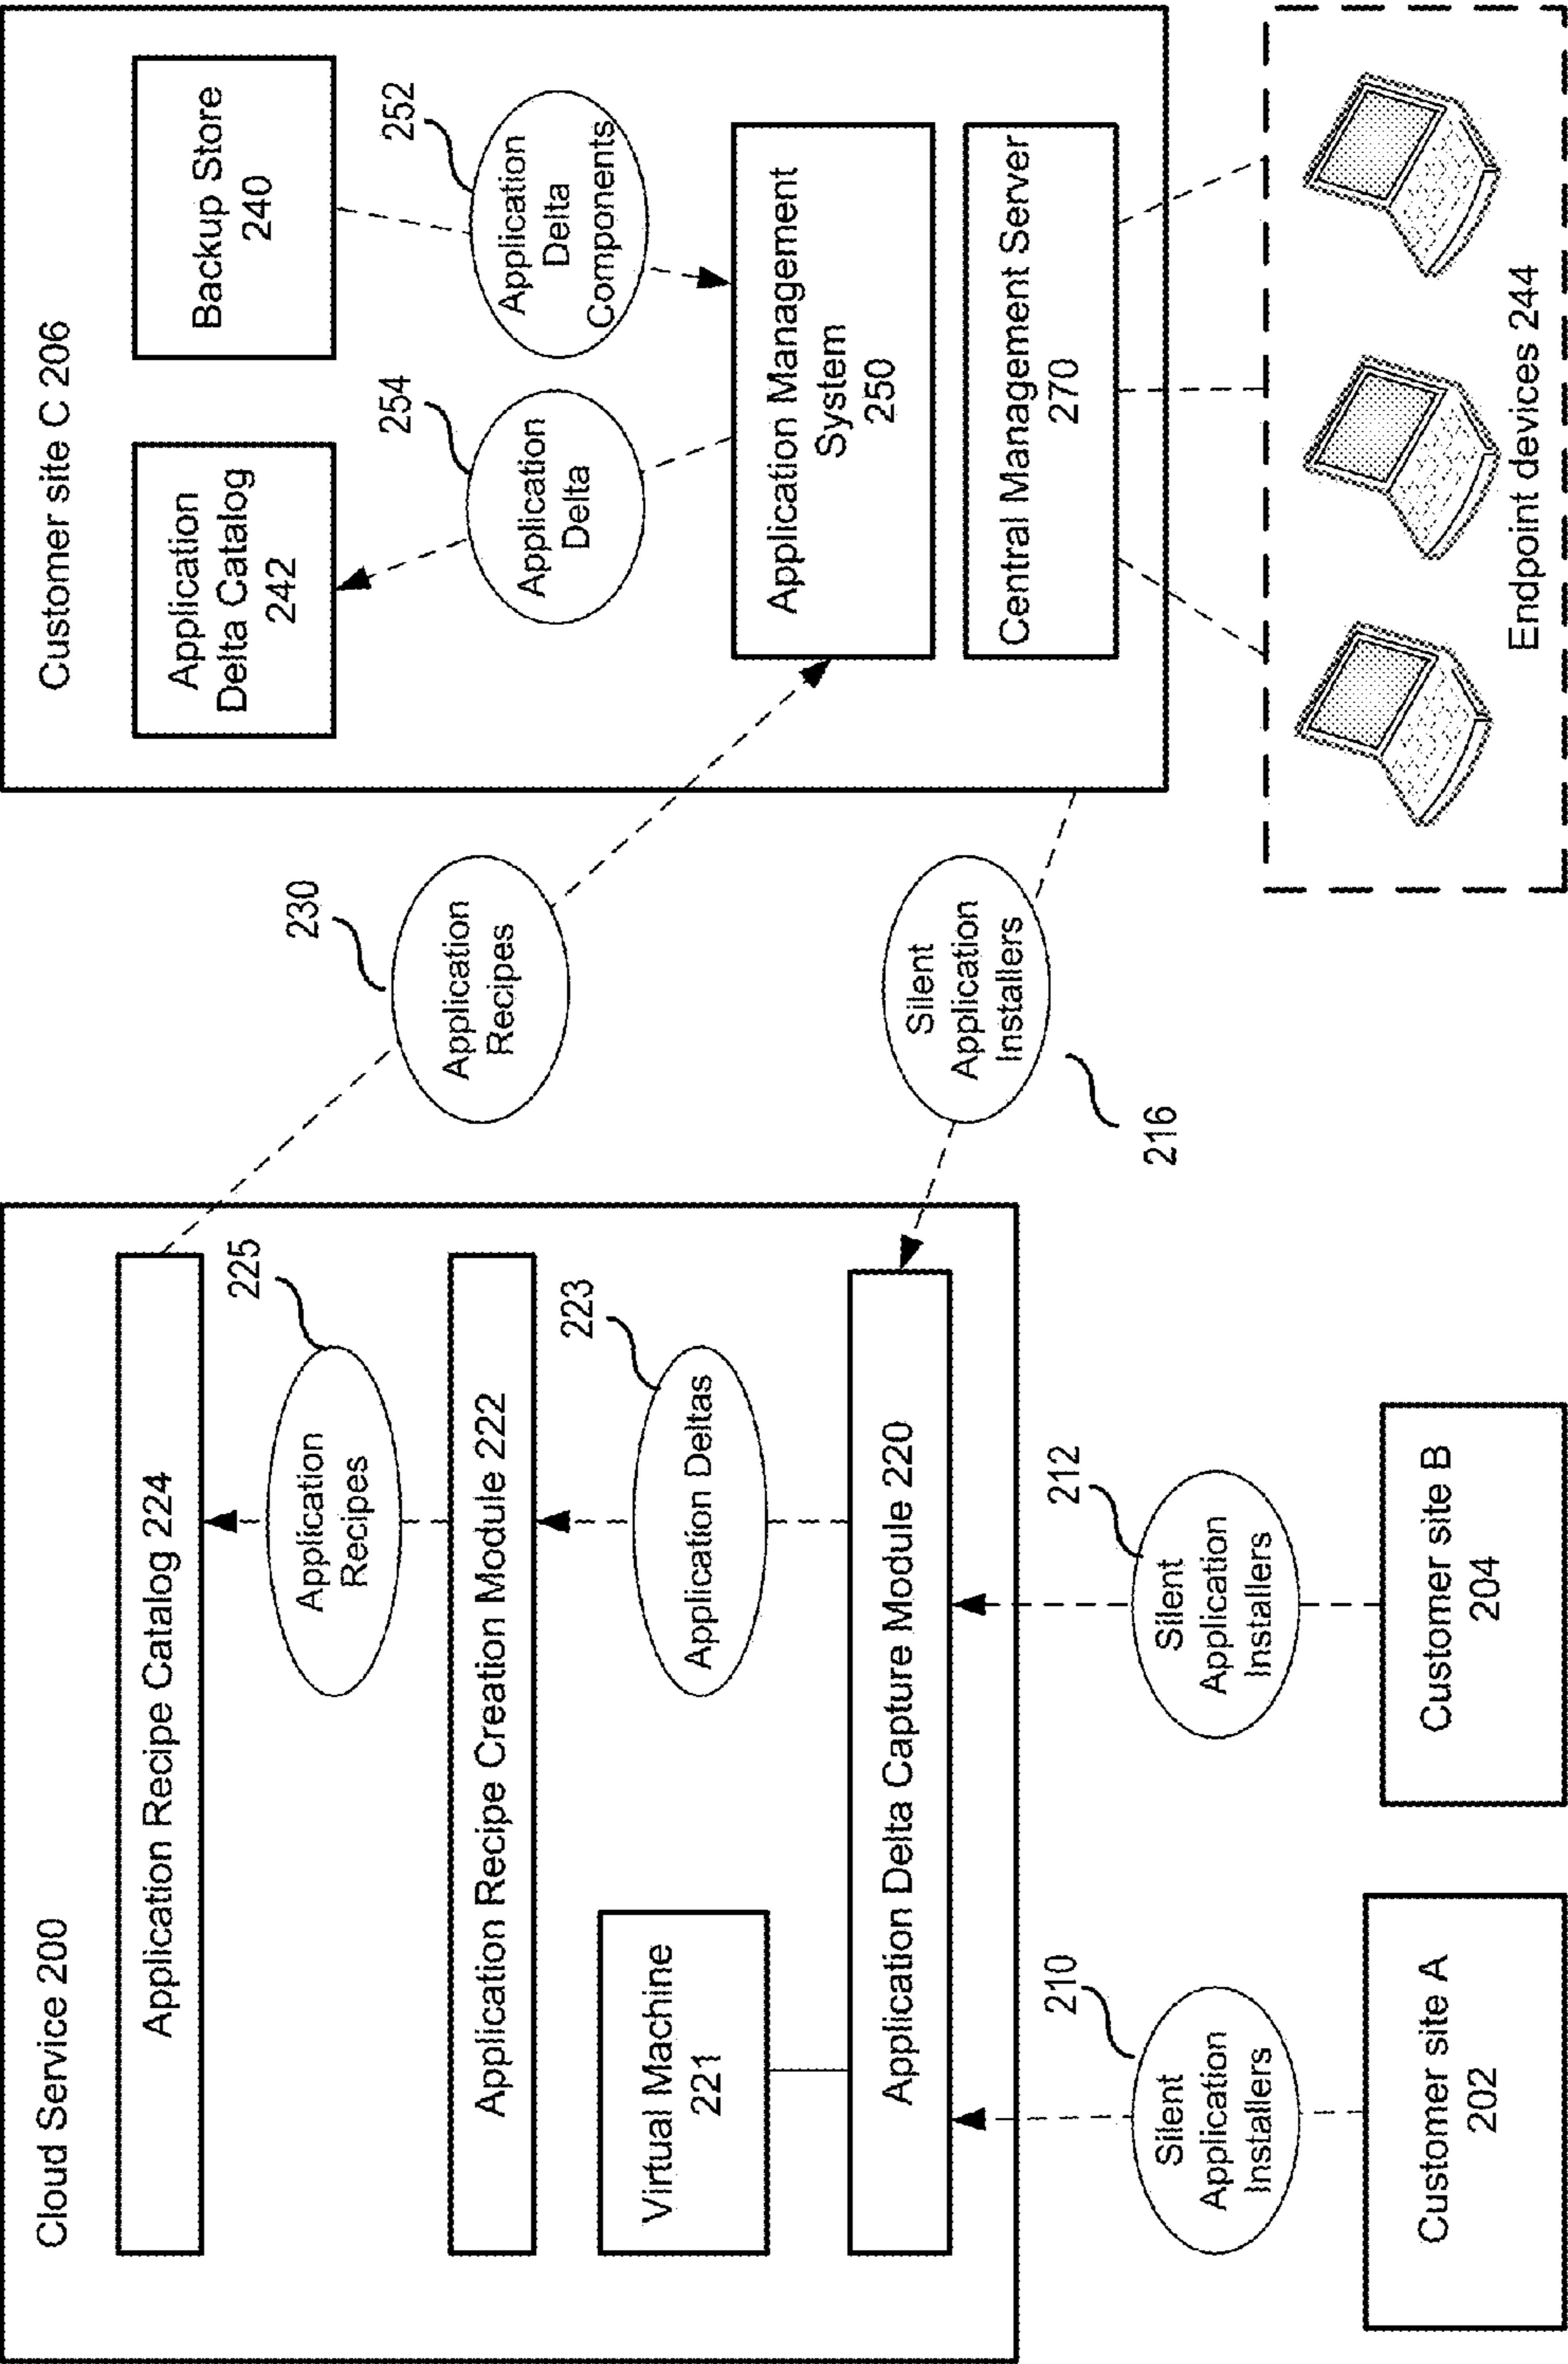 Cloud Service 200
Application Recipe Catalog 224
225
Application
Recipes
Application Recipe Creation Module 222
223
Application Deltas
Virtual Machine
221
Application Delta Capture Module 220
210
Silent
Application
Installers
212
Silent
Application
Installers
Customer site A
202
Customer site B
204
230
Application
Recipes
Silent
Application
Installers
216
Customer site C 206
Application
Delta Catalog
242
Backup Store
240
254
Application
Delta
252
Application
Delta
Components
Application Management
System
250
Central Management Server
270
Endpoint devices 244